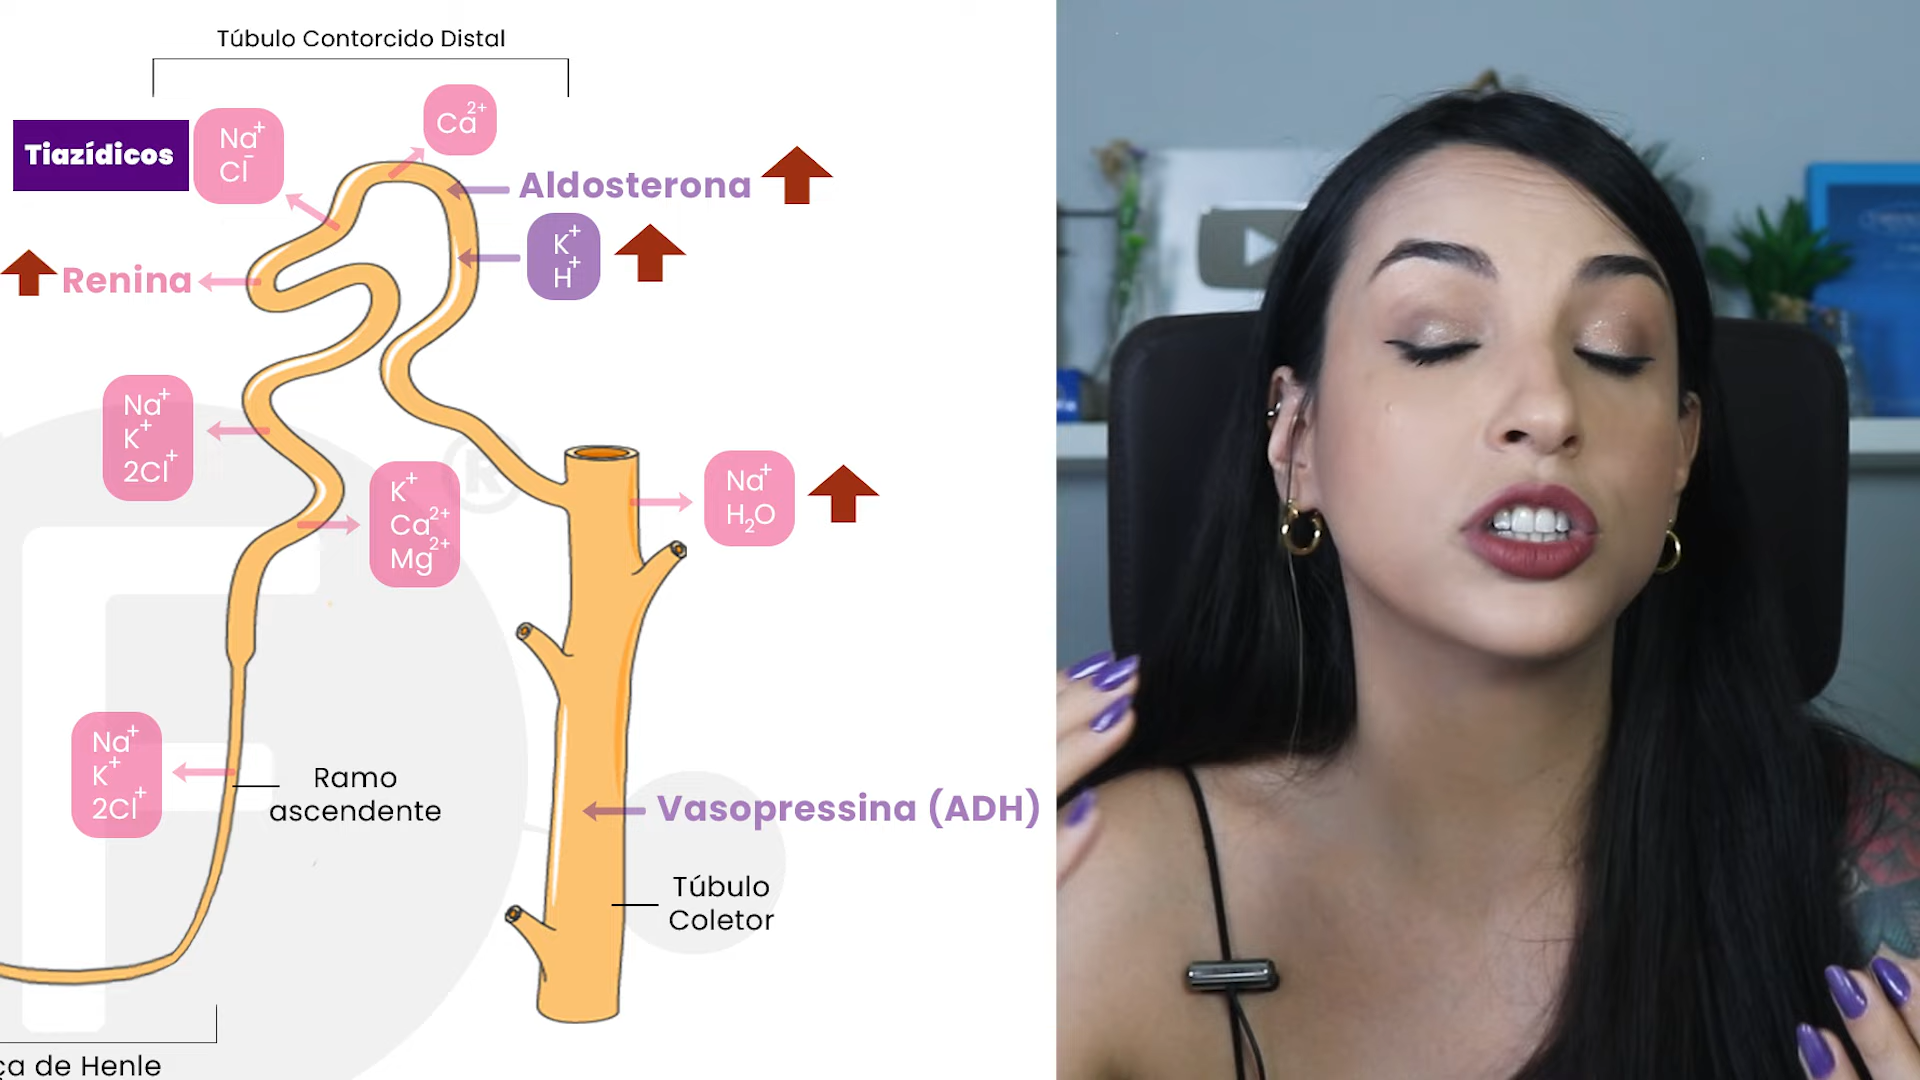 Túbulo Contorcido Distal
Tiazídicos
Na⁺
Cl⁻
Ca²⁺
Aldosterona
K⁺
H⁺
Renina
Na⁺
K⁺
2Cl⁺
K⁺
Ca²⁺
Mg²⁺
Na⁺
H₂O
®
Na⁺
K⁺
2Cl⁺
Ramo
ascendente
Vasopressina (ADH)
Túbulo
Coletor
ça de Henle